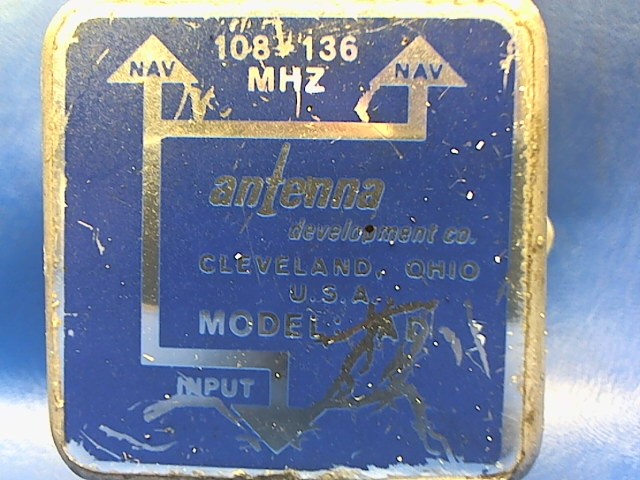 108-136
NAV MHZ NAV
antenna
development co.
CLEVELAND, OHIO
U.S.A.
MODEL:
INPUT